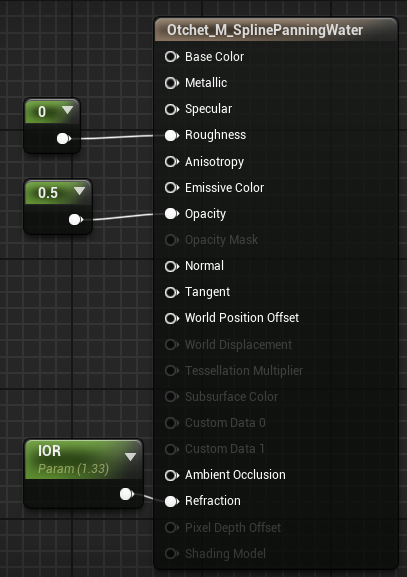 Otchet_M_SplinePanningWater
Base Color
Metallic
Specular
0
Roughness
Anisotropy
Emissive Color
0.5
Opacity
Opacity Mask
Normal
Tangent
World Position Offset
World Displacement
Tessellation Multiplier
Subsurface Color
Custom Data 0
Custom Data 1
IOR
Param (1.33)
Ambient Occlusion
Refraction
Pixel Depth Offset
Shading Model